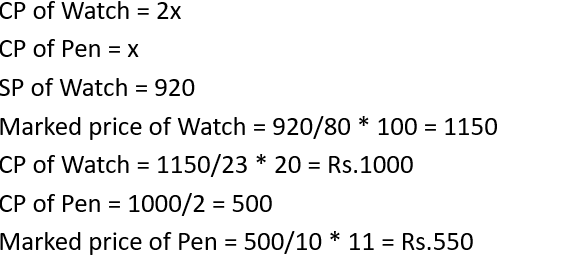 CP of Watch = 2x
CP of Pen = x
SP of Watch = 920
Marked price of Watch = 920/80 * 100 = 1150
CP of Watch = 1150/23 * 20 = Rs.1000
CP of Pen = 1000/2 = 500
Marked price of Pen = 500/10 * 11 = Rs.550